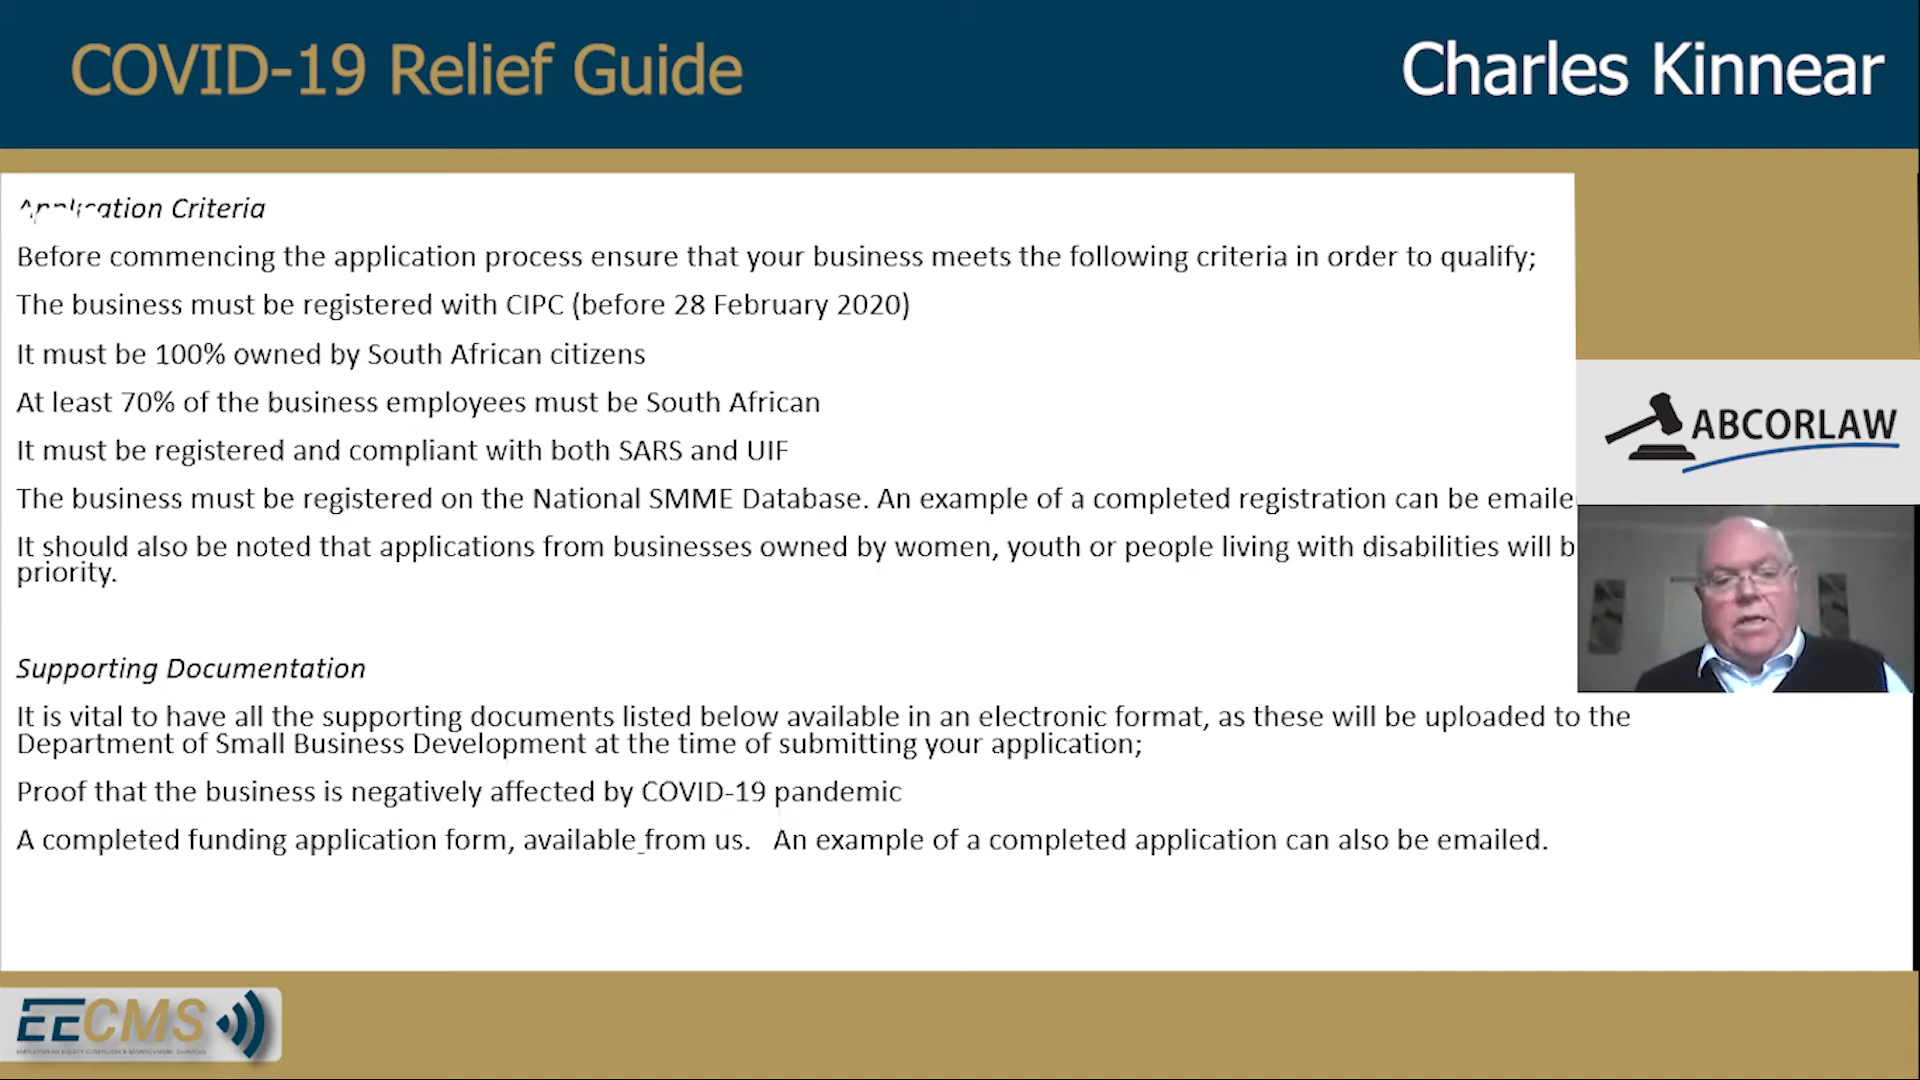 COVID-19 Relief Guide
Charles Kinnear
Application Criteria
Before commencing the application process ensure that your business meets the following criteria in order to qualify;
The business must be registered with CIPC (before 28 February 2020)
It must be 100% owned by South African citizens
At least 70% of the business employees must be South African
It must be registered and compliant with both SARS and UIF
The business must be registered on the National SMME Database. An example of a completed registration can be emaile
It should also be noted that applications from businesses owned by women, youth or people living with disabilities will b
priority.
ABCORLAW
Supporting Documentation
It is vital to have all the supporting documents listed below available in an electronic format, as these will be uploaded to the
Department of Small Business Development at the time of submitting your application;
Proof that the business is negatively affected by COVID-19 pandemic
A completed funding application form, available from us. An example of a completed application can also be emailed.
EECMS